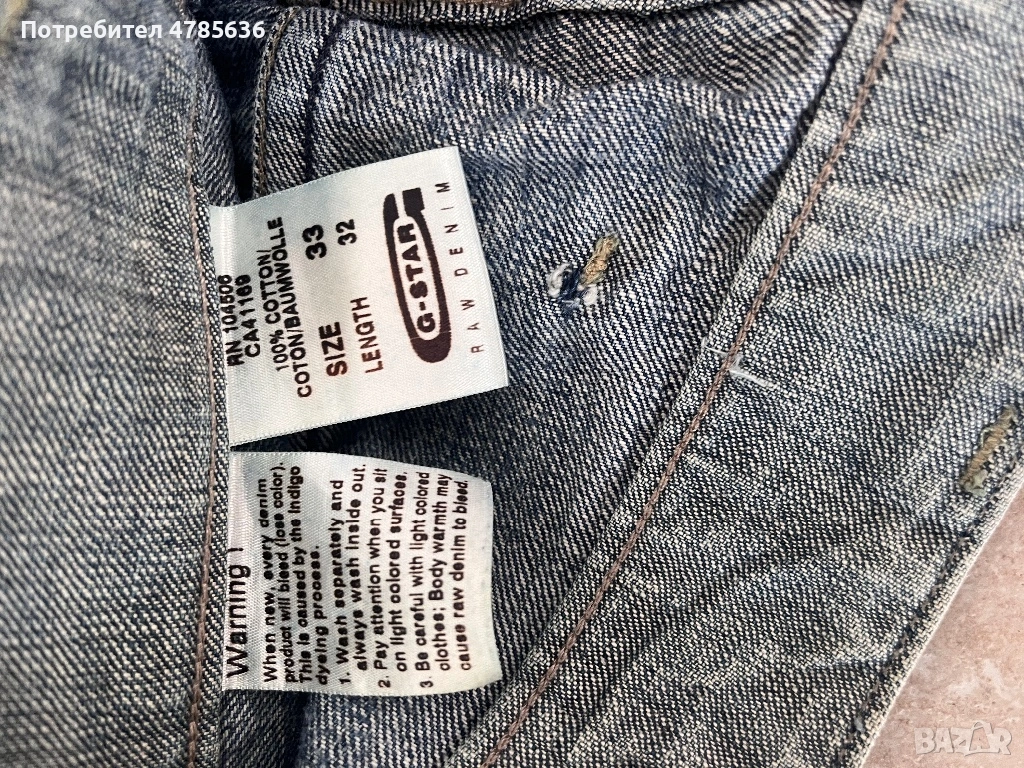 Потребител 4785636
RN 104506
CA41169
100% COTTON/
COTON/BAUMWOLLE
SIZE 33
LENGTH 32
G-STAR
RAW DENIM
Warning !
When new, every denim
product will bleed (lose color).
This is caused by the indigo
dyeing process.
1. Wash separately and
always wash inside out.
2. Pay attention when you sit
on light colored surfaces.
3. Be careful with light colored
clothes; Body warmth may
cause raw denim to bleed.
BAZAR